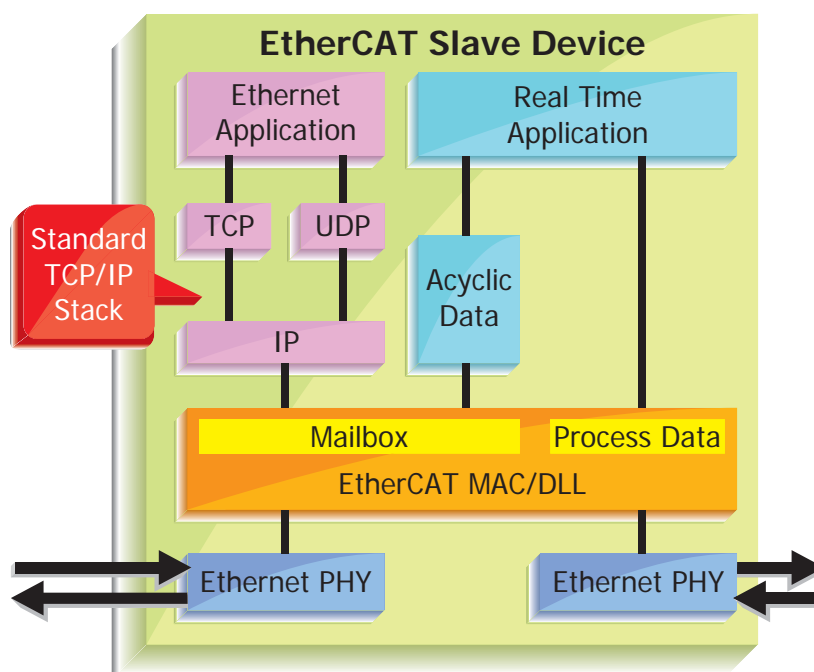 EtherCAT Slave Device
Ethernet
Application
Real Time
Application
TCP
UDP
Standard
TCP/IP
Stack
Acyclic
Data
IP
Mailbox
Process Data
EtherCAT MAC/DLL
Ethernet PHY
Ethernet PHY